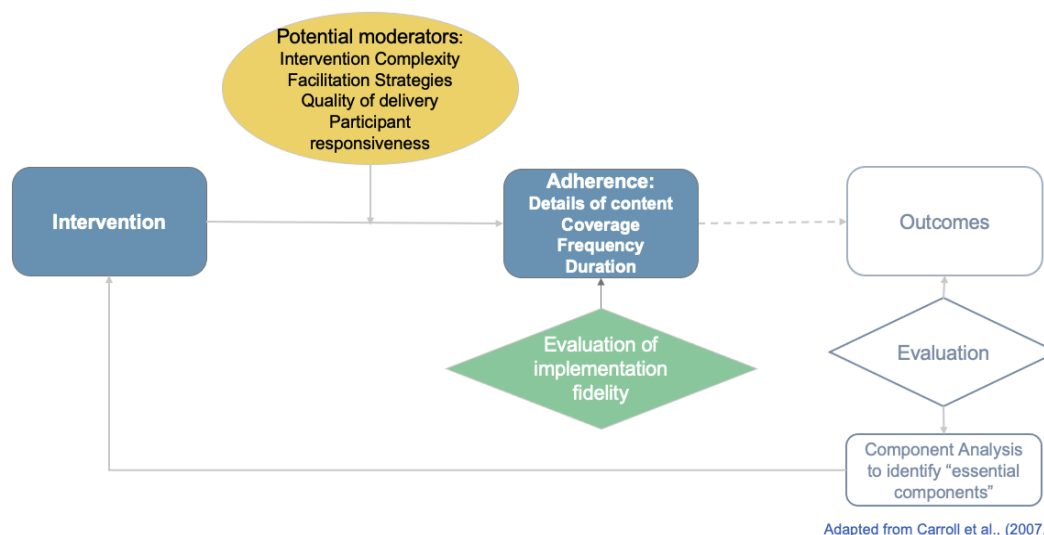 Potential moderators:
Intervention Complexity
Facilitation Strategies
Quality of delivery
Participant
responsiveness
Intervention
Adherence:
Details of content
Coverage
Frequency
Duration
Outcomes
Evaluation of
implementation
fidelity
Evaluation
Component Analysis
to identify “essential
components”
Adapted from Carroll et al., (2007.